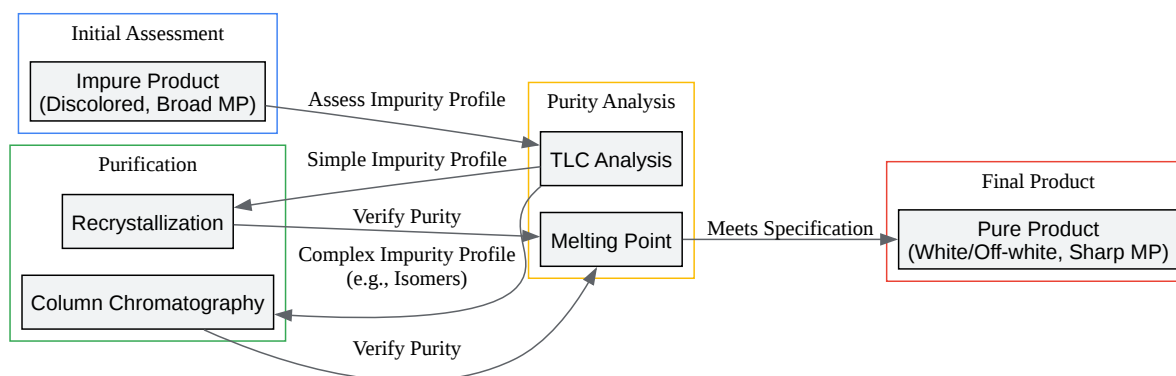 Initial Assessment
Impure Product
(Discolored, Broad MP)
Assess Impurity Profile
Purity Analysis
TLC Analysis
Simple Impurity Profile
Purification
Recrystallization
Verify Purity
Melting Point
Complex Impurity Profile
(e.g., Isomers)
Column Chromatography
Verify Purity
Meets Specification
Final Product
Pure Product
(White/Off-white, Sharp MP)